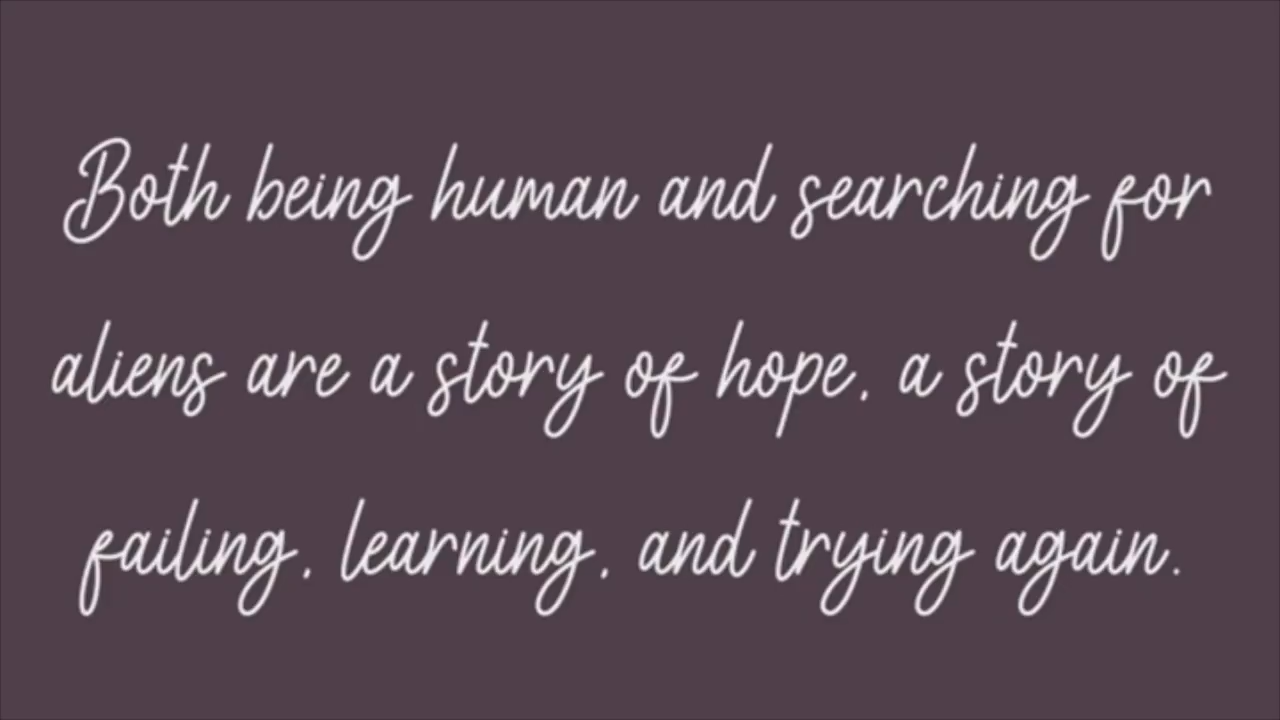 Both being human and searching for
aliens are a story of hope, a story of
failing, learning, and trying again.